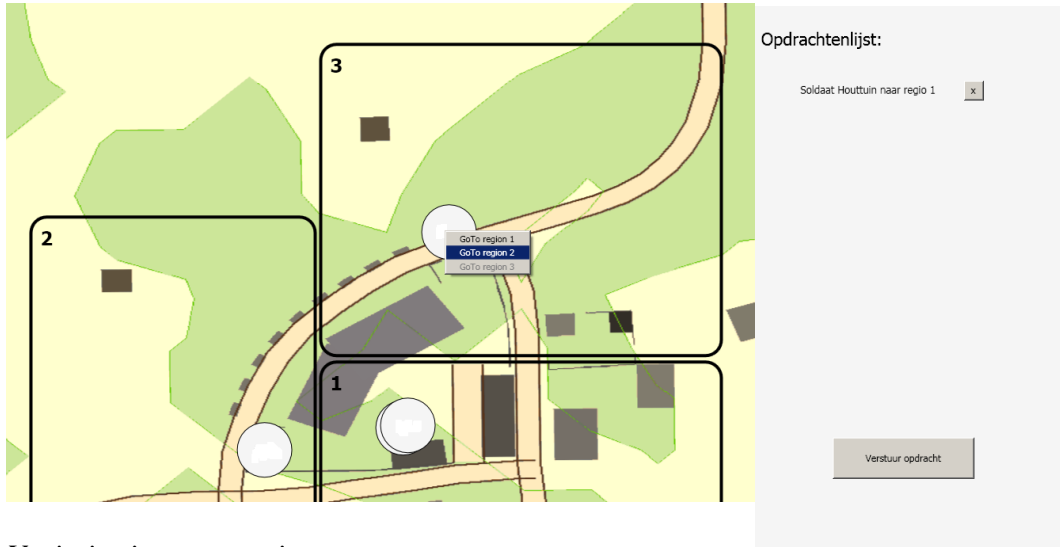 3
2
GoTo region 1
GoTo region 2
GoTo region 3
1
Opdrachtenlijst:
Soldaat Houttuin naar regio 1
x
Verstuur opdracht